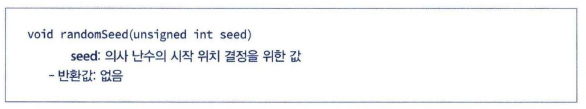 void randomSeed(unsigned int seed)
seed: 의사 난수의 시작 위치 결정을 위한 값
- 반환값: 없음